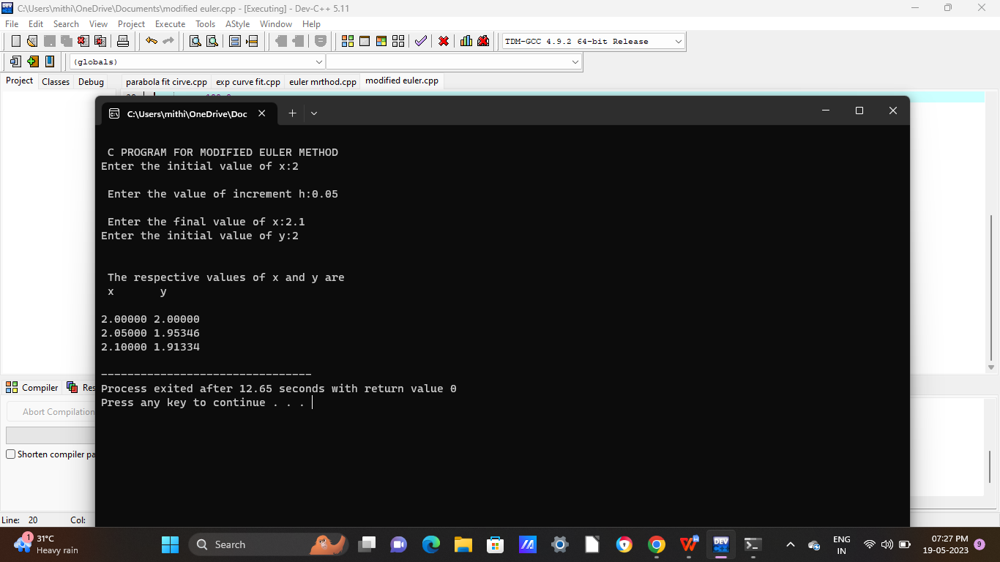 C:\Users\mithi\OneDrive\Documents\modified euler.cpp - [Executing] - Dev-C++ 5.11
File Edit Search View Project Execute Tools AStyle Window Help
TDM-GCC 4.9.2 64-bit Release
(globals)
Project Classes Debug parabola fit cirve.cpp exp curve fit.cpp euler mrthod.cpp modified euler.cpp
C:\Users\mithi\OneDrive\Doc
C PROGRAM FOR MODIFIED EULER METHOD
Enter the initial value of x:2
Enter the value of increment h:0.05
Enter the final value of x:2.1
Enter the initial value of y:2
The respective values of x and y are
x y
2.00000 2.00000
2.05000 1.95346
2.10000 1.91334
--------------------------------
Process exited after 12.65 seconds with return value 0
Press any key to continue . . .
Compiler Res
Abort Compilation
Shorten compiler pa
Line: 20 Col:
1 31°C
Heavy rain
Search
DEV
ENG
IN
07:27 PM
19-05-2023
9